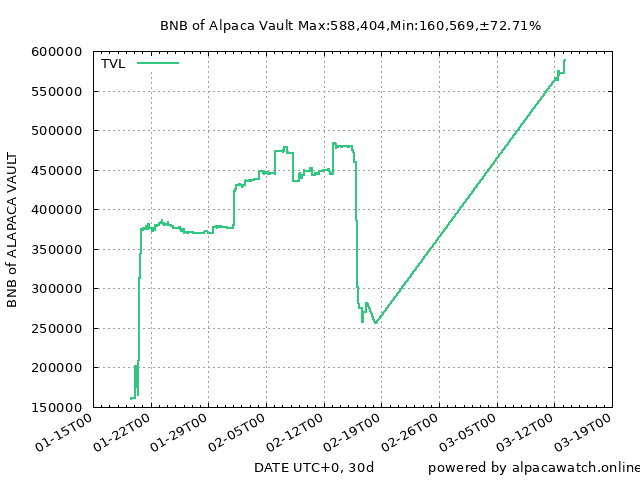 BNB of Alpaca Vault Max:588,404,Min:160,569,±72.71%
TVL
600000
550000
500000
450000
400000
350000
300000
250000
200000
150000
BNB of ALAPACA VAULT
01-15T00
01-22T00
01-29T00
02-05T00
02-12T00
02-19T00
02-26T00
03-05T00
03-12T00
03-19T00
DATE UTC+0, 30d
powered by alpacawatch.online